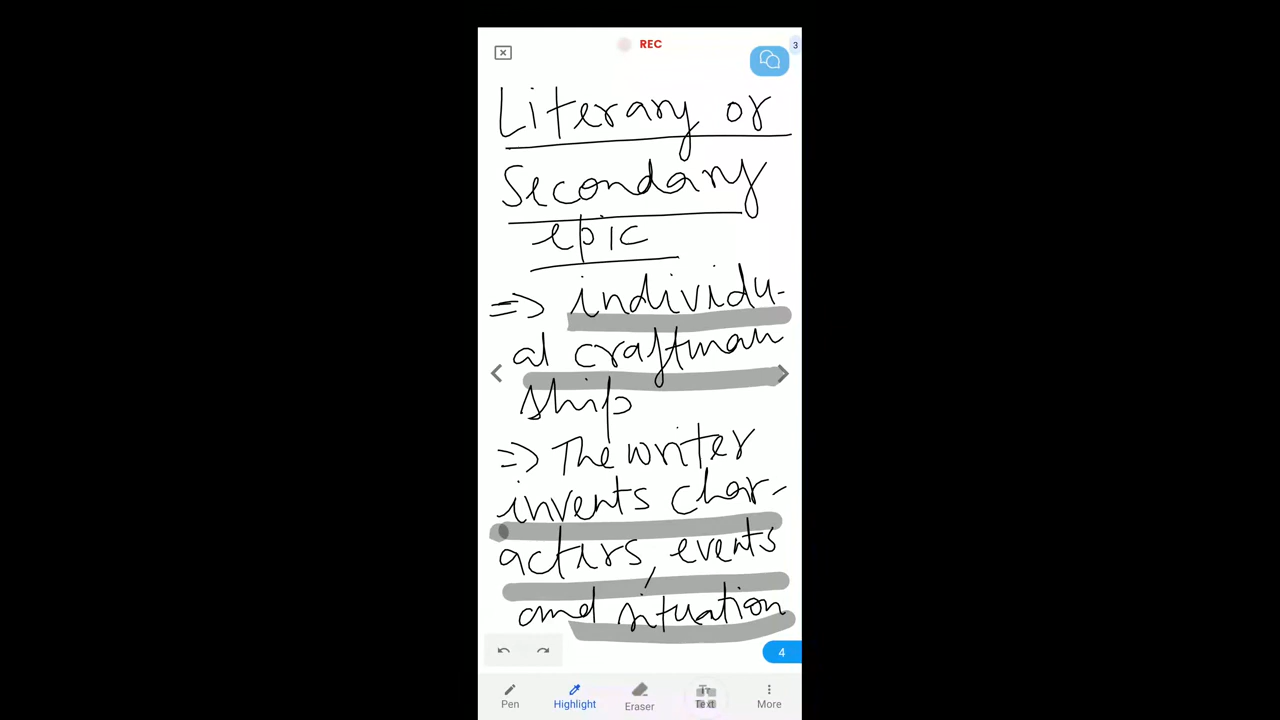 REC
3
Literary or
Secondary
epic
=> individu-
al craftman
ship
=> The writer
invents char-
acters, events
and situation
4
Pen Highlight Eraser Text More